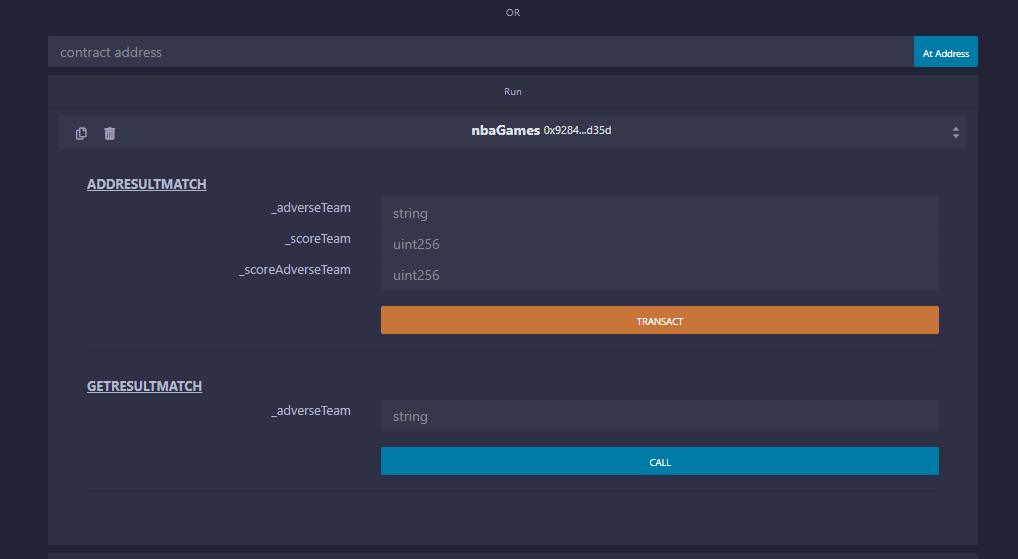 OR
contract address
At Address
Run
nbaGames 0x9284...d35d
ADDRESULTMATCH
_adverseTeam
string
_scoreTeam
uint256
_scoreAdverseTeam
uint256
TRANSACT
GETRESULTMATCH
_adverseTeam
string
CALL